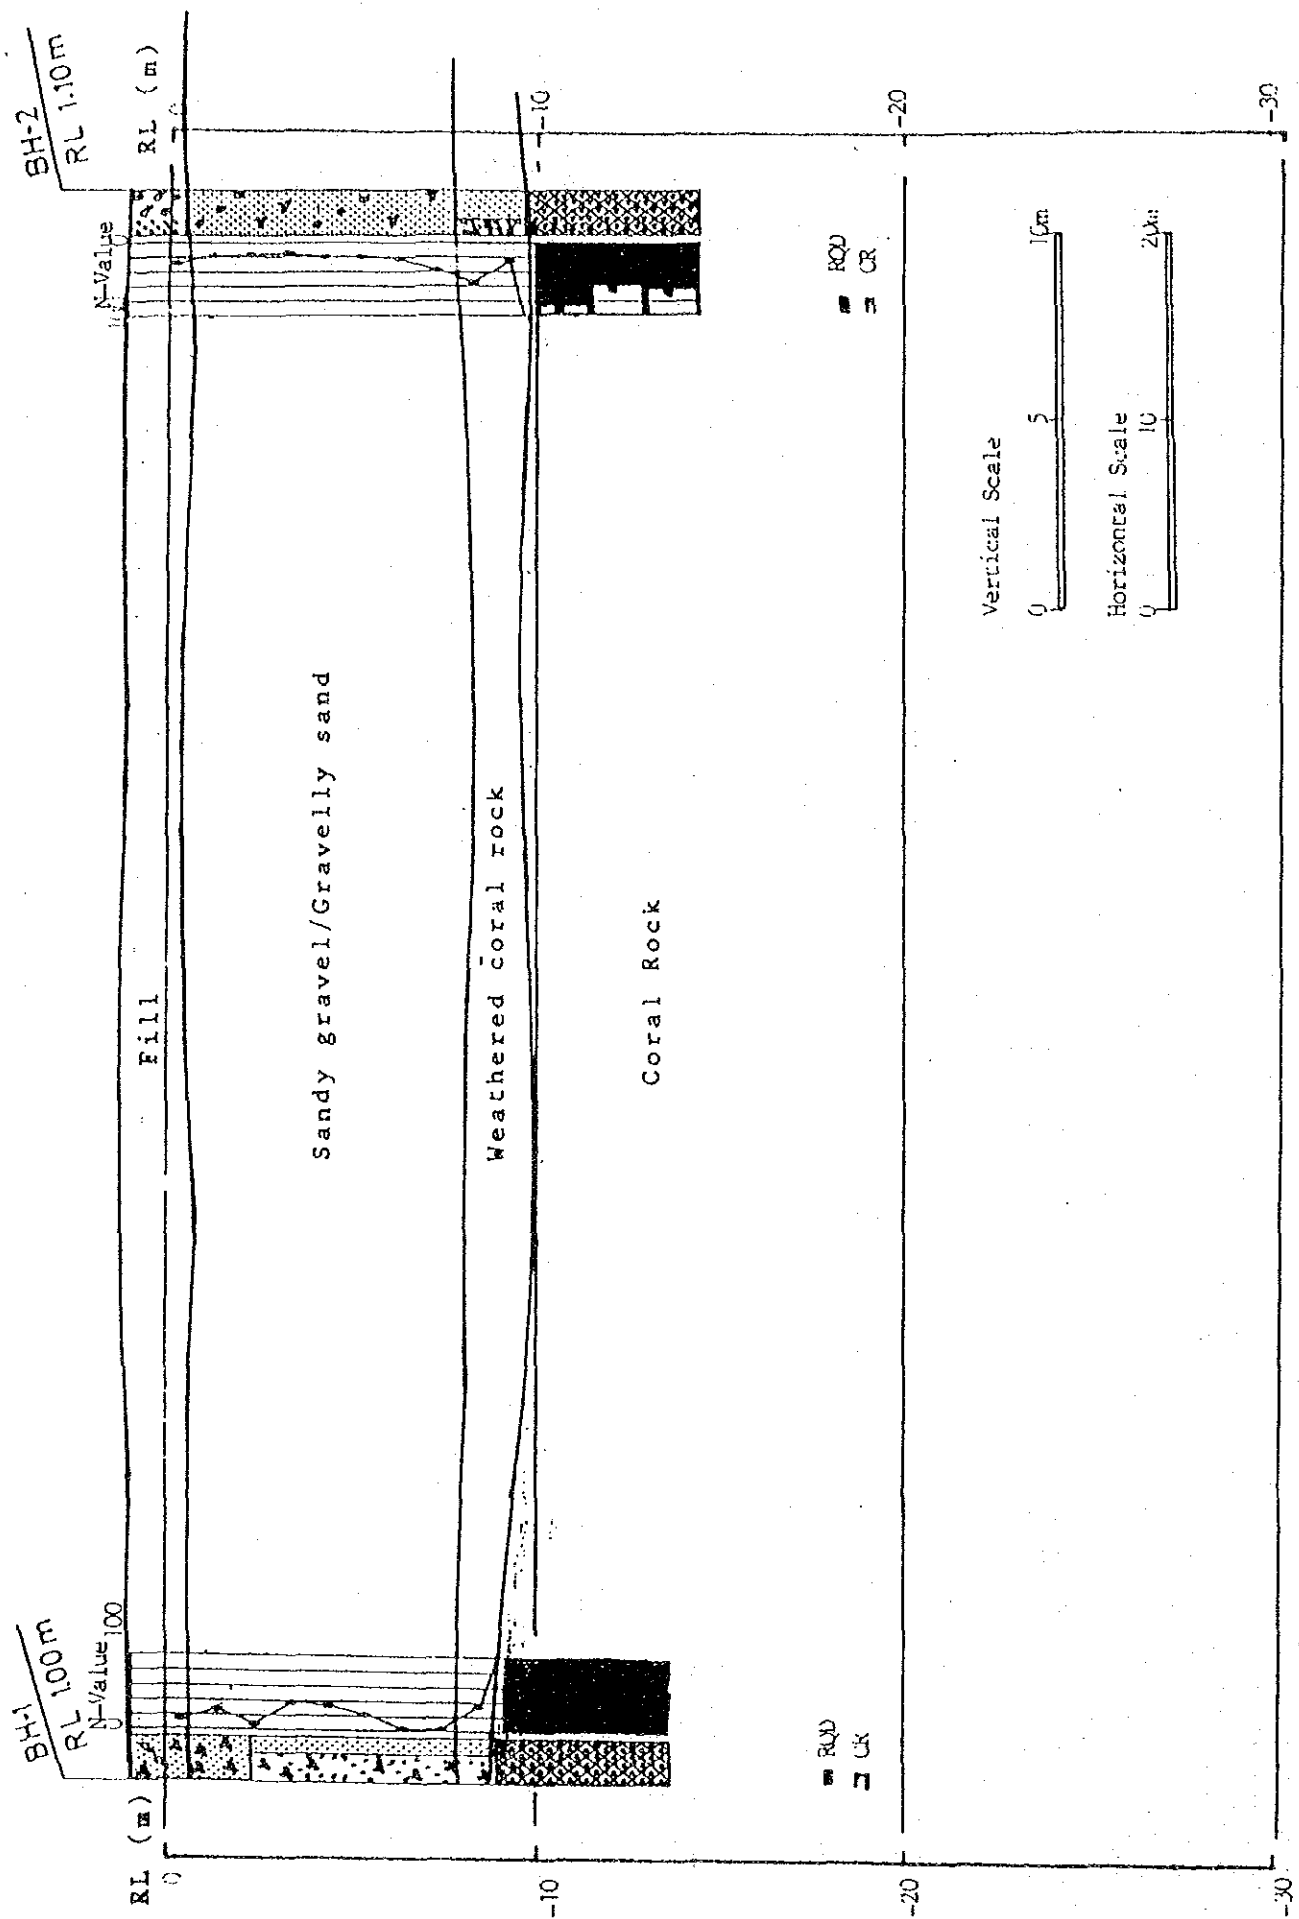 BH-1
RL 1.00m
BH-2
RL 1.10m
RL (m)
N-Value
0
100
N-Value
RL (m)
0
Fill
Sandy gravel/Gravelly sand
Weathered coral rock
-10
-10
Coral Rock
RQD
CR
RQD
CR
-20
-20
Vertical Scale
0
5
10m
Horizontal Scale
0
10
20m
-30
-30